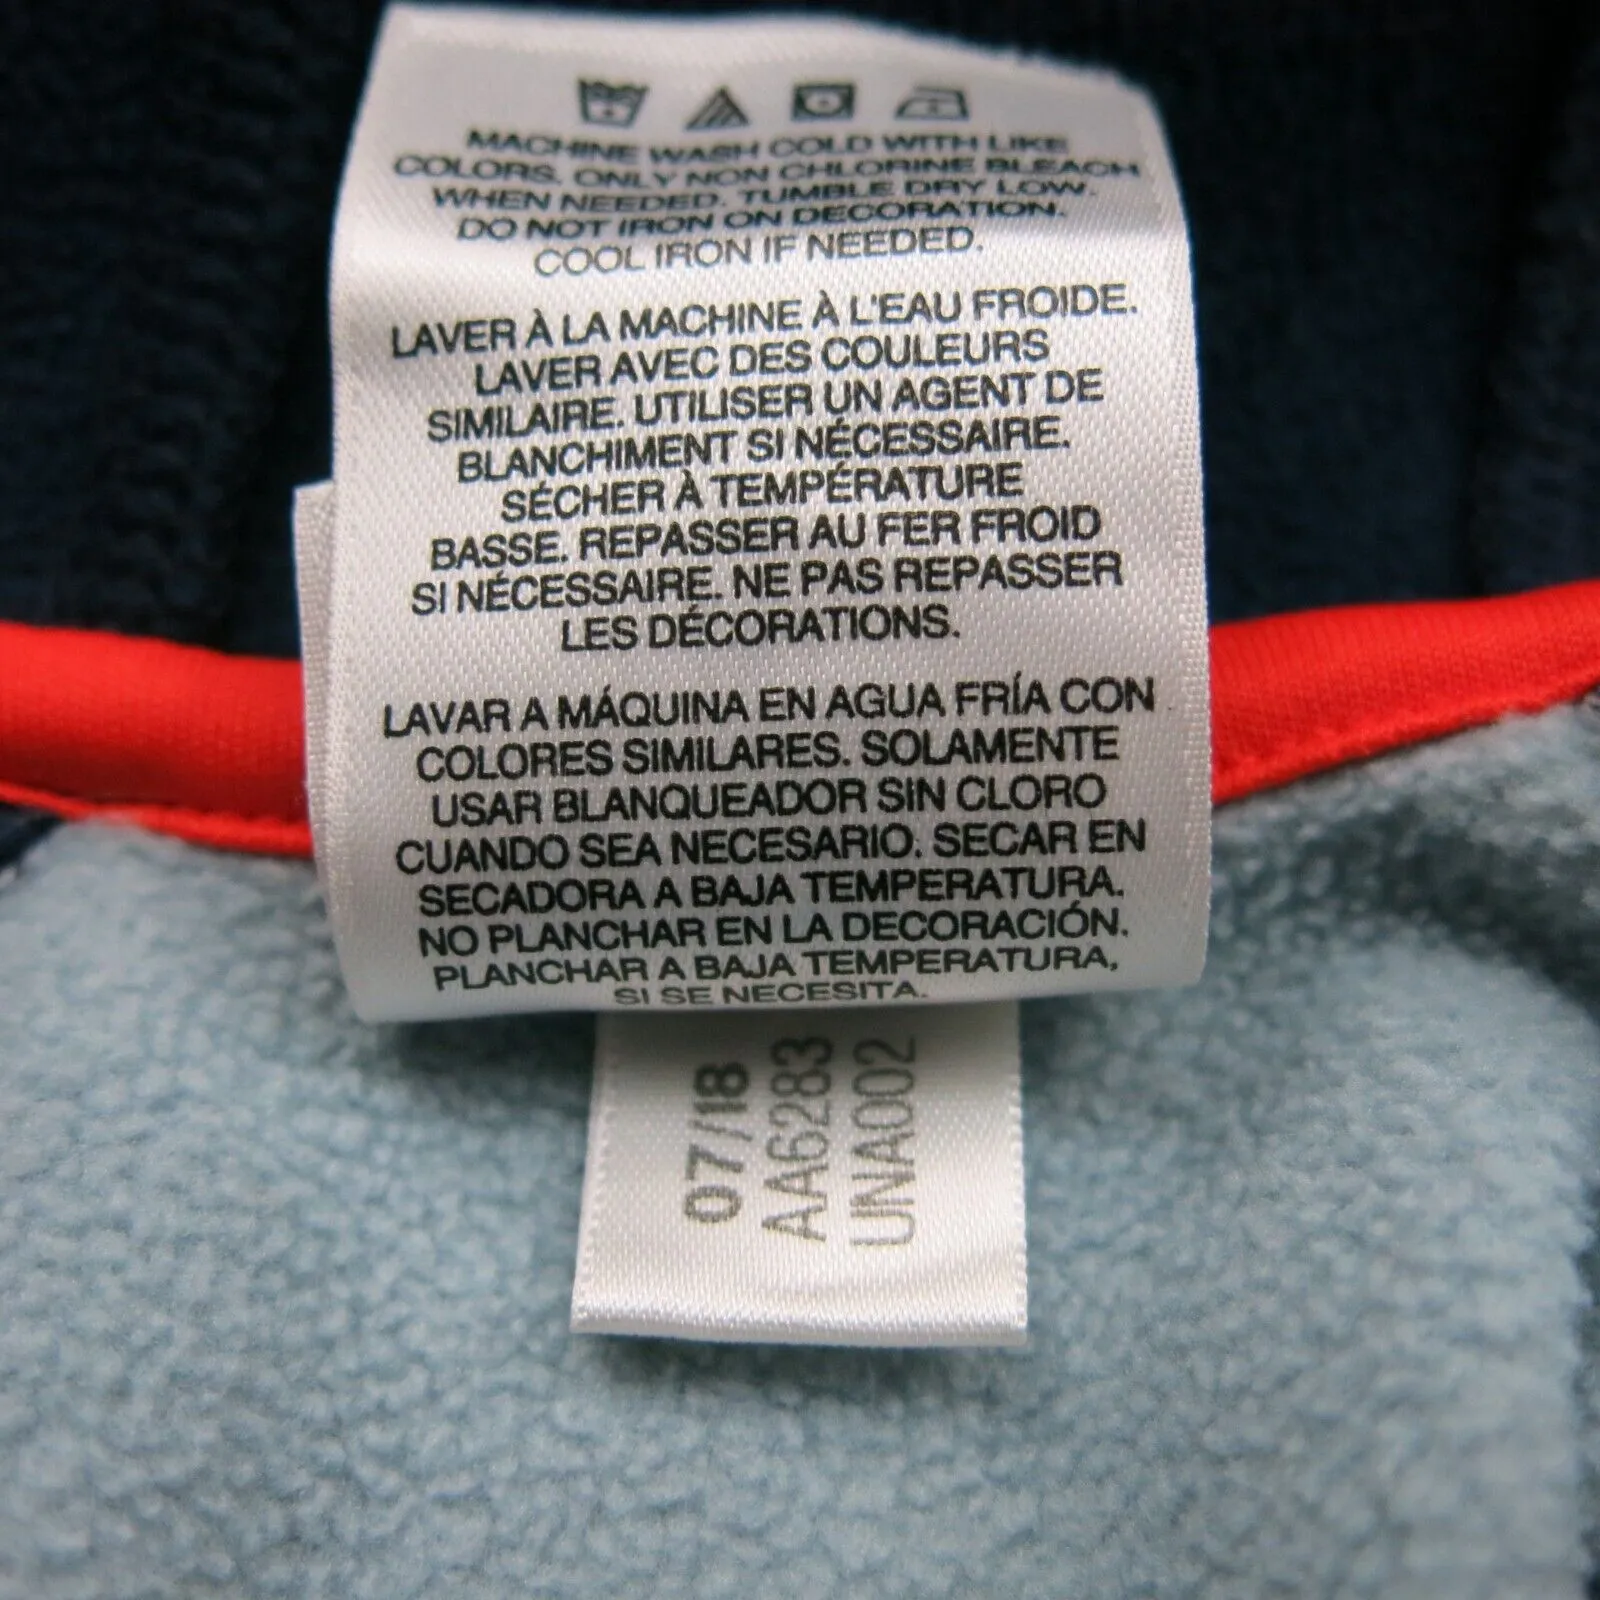 MACHINE WASH COLD WITH LIKE
COLORS. ONLY NON CHLORINE BLEACH
WHEN NEEDED. TUMBLE DRY LOW.
DO NOT IRON ON DECORATION.
COOL IRON IF NEEDED.
LAVER À LA MACHINE À L'EAU FROIDE.
LAVER AVEC DES COULEURS
SIMILAIRE. UTILISER UN AGENT DE
BLANCHIMENT SI NÉCESSAIRE.
SÉCHER À TEMPÉRATURE
BASSE. REPASSER AU FER FROID
SI NÉCESSAIRE. NE PAS REPASSER
LES DÉCORATIONS.
LAVAR A MÁQUINA EN AGUA FRÍA CON
COLORES SIMILARES. SOLAMENTE
USAR BLANQUEADOR SIN CLORO
CUANDO SEA NECESARIO. SECAR EN
SECADORA A BAJA TEMPERATURA.
NO PLANCHAR EN LA DECORACIÓN.
PLANCHAR A BAJA TEMPERATURA,
SI SE NECESITA.
07/18
AA6283
UNA002